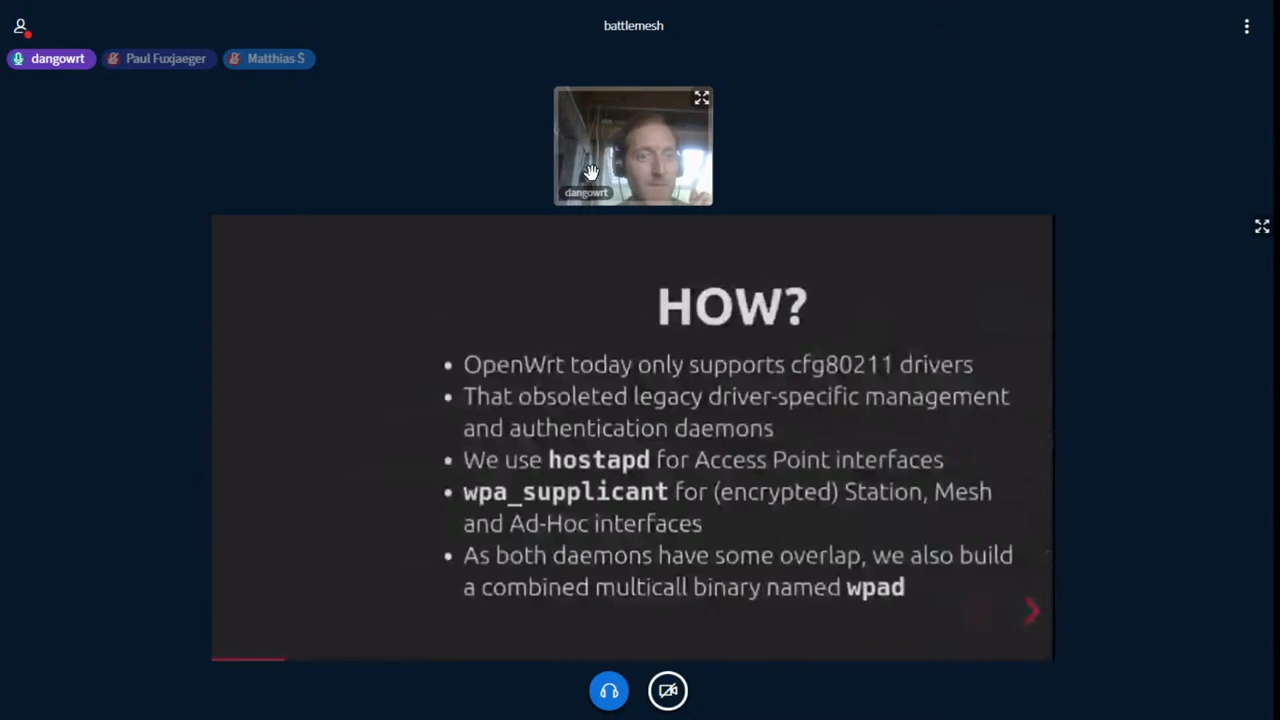 battlemesh
dangowrt
Paul Fuxjaeger
Matthias S
dangowrt
HOW?
• OpenWrt today only supports cfg80211 drivers
• That obsoleted legacy driver-specific management
and authentication daemons
• We use hostapd for Access Point interfaces
• wpa_supplicant for (encrypted) Station, Mesh
and Ad-Hoc interfaces
• As both daemons have some overlap, we also build
a combined multicall binary named wpad